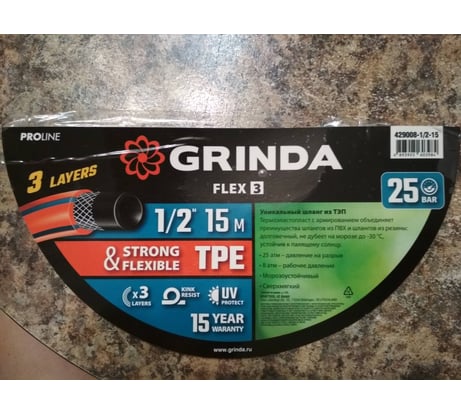 PROLINE
GRINDA
429008-1/2-15
3 LAYERS
FLEX 3
1/2" 15 М
25 BAR
& STRONG FLEXIBLE
TPE
Уникальный шланг из ТЭП
Термоэластопласт с армированием объединяет
преимущества шлангов из ПВХ и шлангов из резины:
долговечный, не дубеет на морозе до -30 °С,
устойчив к палящему солнцу.
- 25 атм – давление на разрыв
- 8 атм – рабочее давление
- Морозоустойчивый
- Сверхмягкий
x3 LAYERS
KINK RESIST
UV PROTECT
15 YEAR WARRANTY
www.grinda.ru